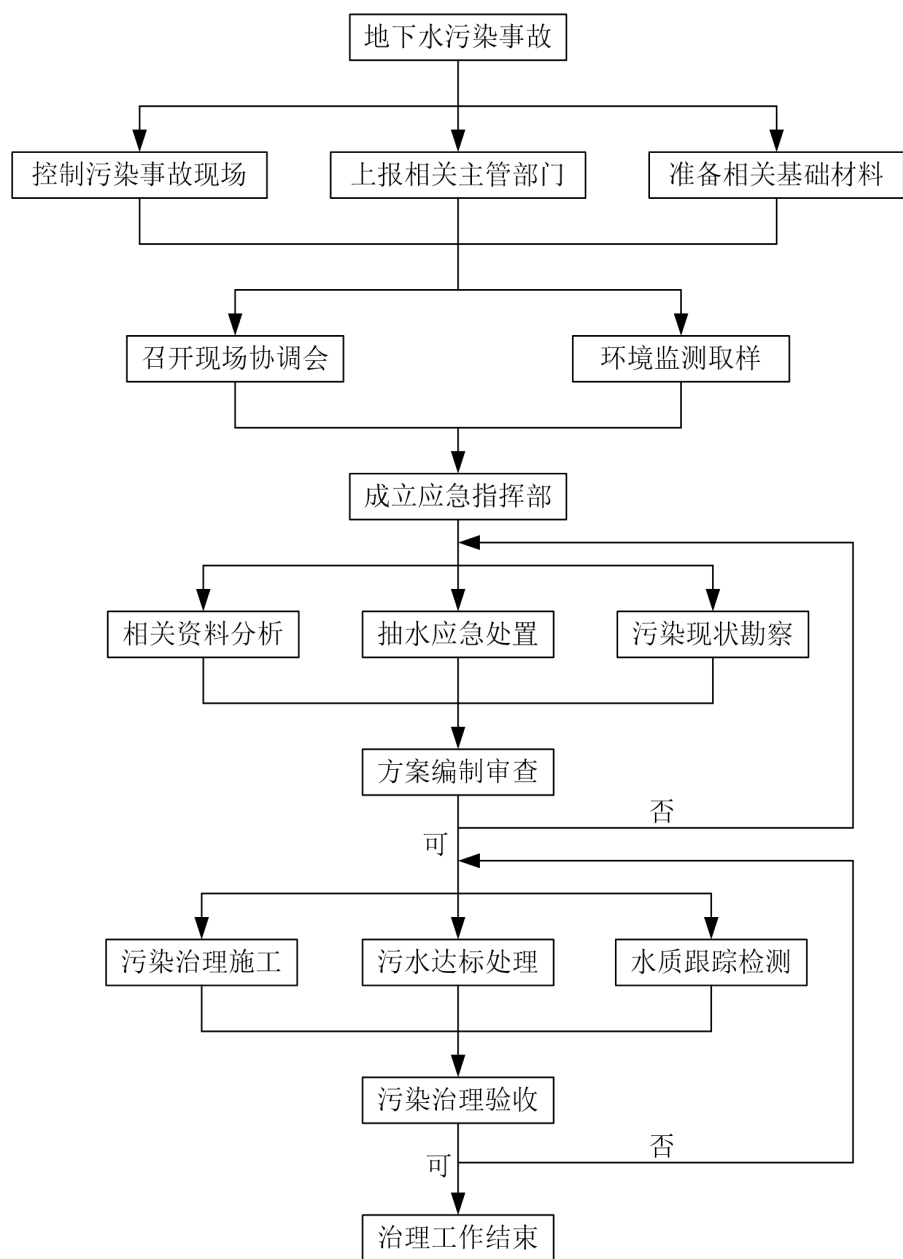 地下水污染事故
控制污染事故现场
上报相关主管部门
准备相关基础材料
召开现场协调会
环境监测取样
成立应急指挥部
相关资料分析
抽水应急处置
污染现状勘察
方案编制审查
否
可
污染治理施工
污水达标处理
水质跟踪检测
污染治理验收
否
可
治理工作结束